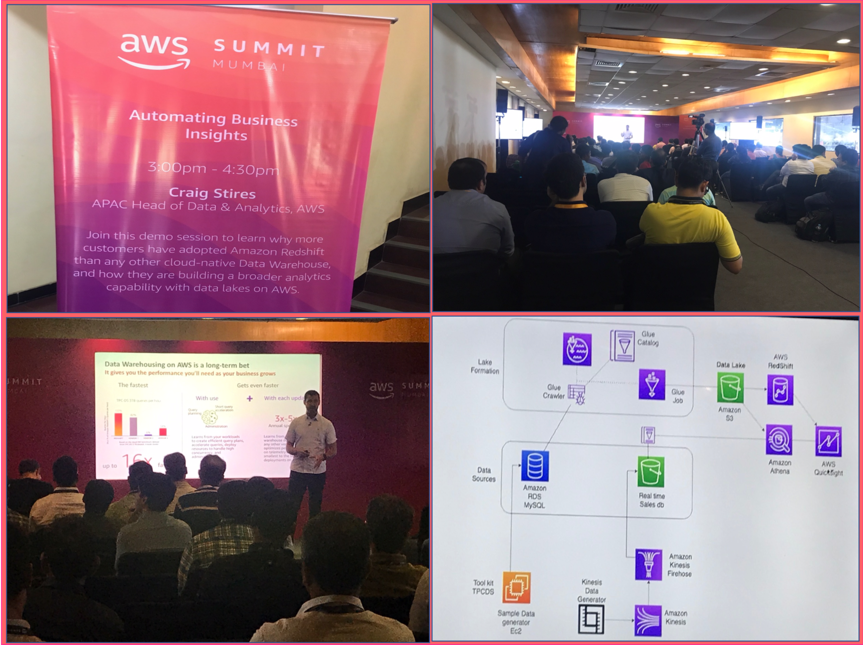 aws SUMMIT
MUMBAI
Automating Business
Insights
3:00pm - 4:30pm
Craig Stires
APAC Head of Data & Analytics, AWS
Join this demo session to learn why more
customers have adopted Amazon Redshift
than any other cloud-native Data Warehouse,
and how they are building a broader analytics
capability with data lakes on AWS.
UMMIT
Data Warehousing on AWS is a long-term bet
It gives you the performance you'll need as your business grows
The fastest
Gets even faster
With use
+
With each
3x-5x
up to 16x
aws SUMM
Lake
Formation
Glue
Catalog
Glue
Crawler
Glue
Job
Data Lake
Amazon
S3
AWS
RedShift
Amazon
Athena
AWS
Quicksight
Data
Sources
Amazon
RDS
MySQL
Real time
Sales db
Amazon
Kinesis
Firehose
Tool kit
TPCDS
Sample Data
generator
Ec2
Kinesis
Data
Generator
Amazon
Kinesis